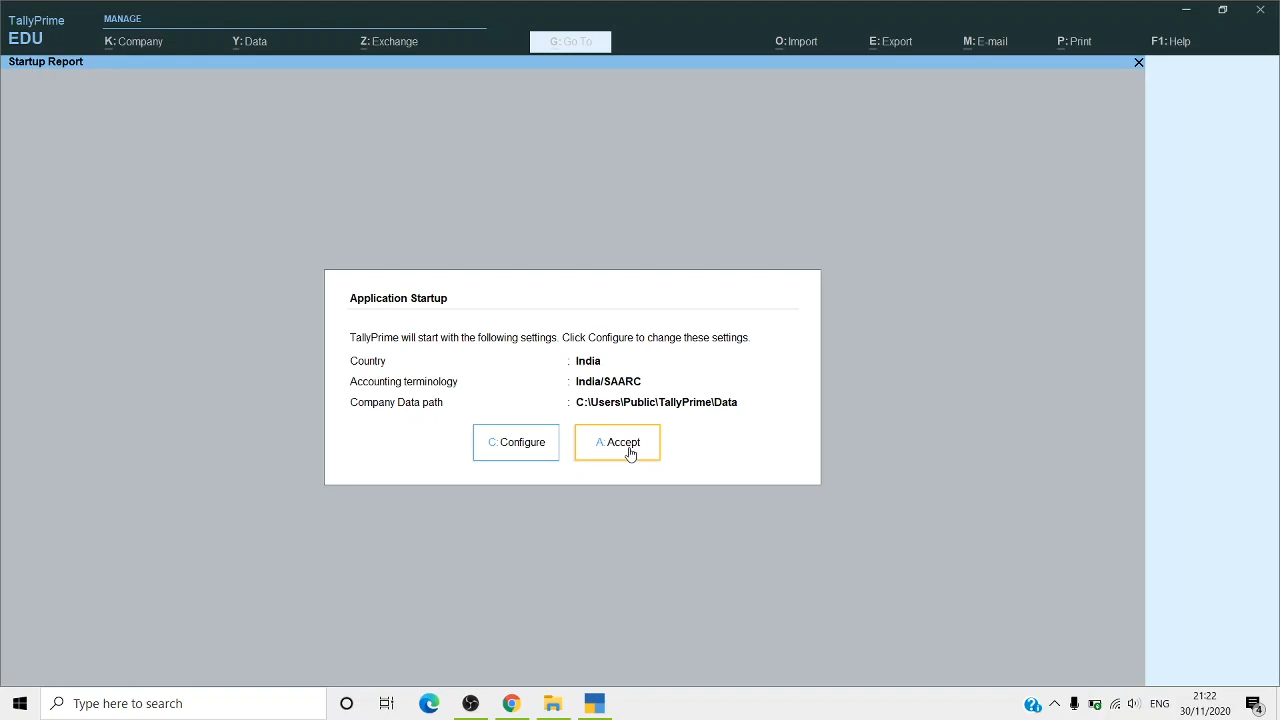 TallyPrime
EDU
MANAGE
K: Company
Y: Data
Z: Exchange
G: Go To
O: Import
E: Export
M: E-mail
P: Print
F1: Help
Startup Report
Application Startup
TallyPrime will start with the following settings. Click Configure to change these settings.
Country : India
Accounting terminology : India/SAARC
Company Data path : C:\Users\Public\TallyPrime\Data
C: Configure
A: Accept
Type here to search
ENG
21:22
30/11/2020
4